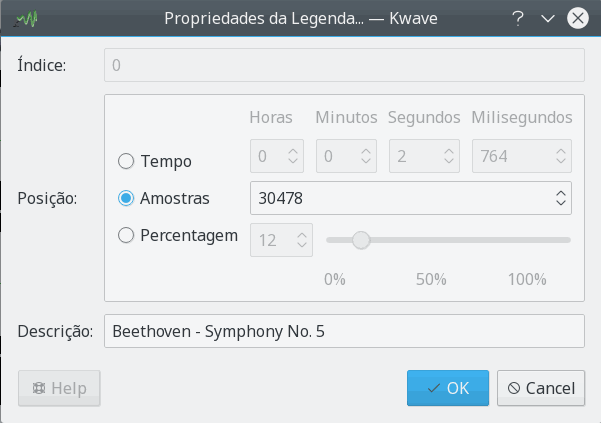 Propriedades da Legenda... — Kwave
Índice: 0
Horas Minutos Segundos Milisegundos
Tempo 0 0 2 764
Posição: Amostras 30478
Percentagem 12
0% 50% 100%
Descrição: Beethoven - Symphony No. 5
Help OK Cancel